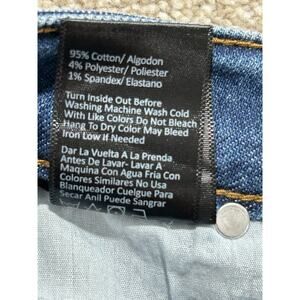 95% Cotton/ Algodon
4% Polyester/ Poliester
1% Spandex/ Elastano
Turn Inside Out Before
Washing Machine Wash Cold
With Like Colors Do Not Bleach
Hang To Dry Color May Bleed
Iron Low If Needed
Dar La Vuelta A La Prenda
Antes De Lavar- Lavar A
Maquina Con Agua Fría Con
Colores Similares No Usa
Blanqueador Cuelgue Para
Secar Anil Puede Sangrar